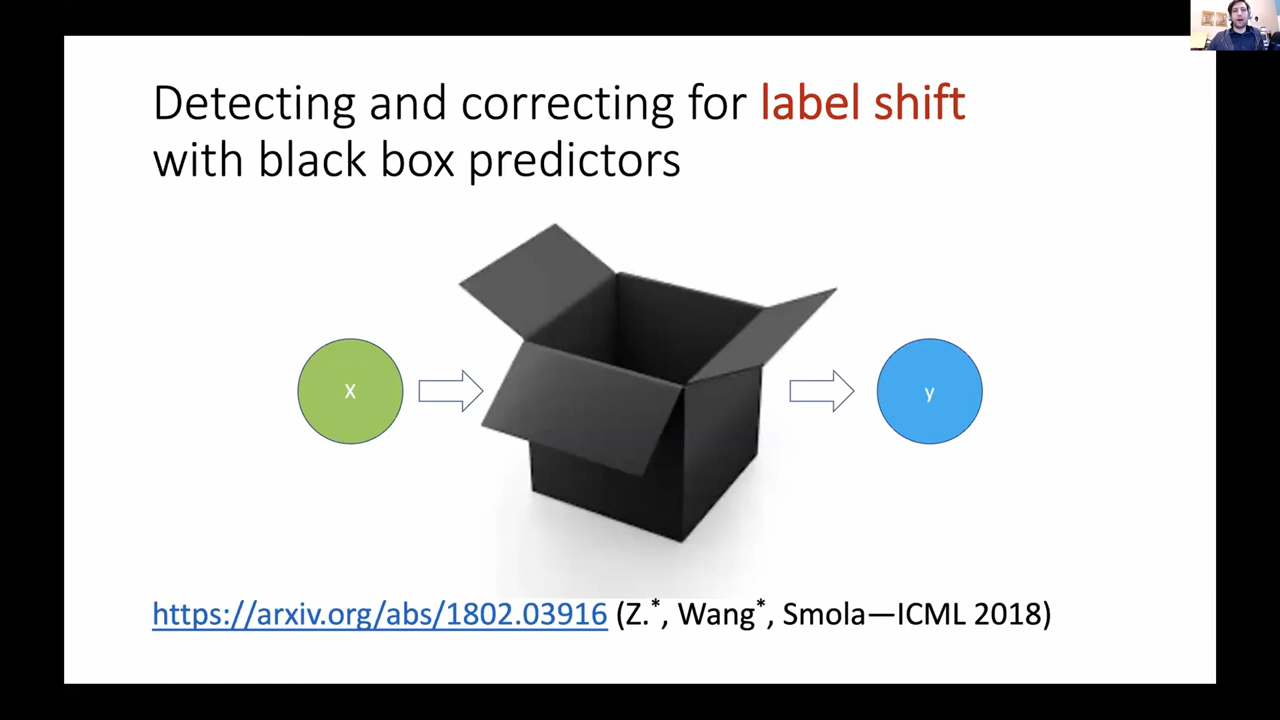 Detecting and correcting for label shift
with black box predictors
x
y
https://arxiv.org/abs/1802.03916 (Z.*, Wang*, Smola—ICML 2018)